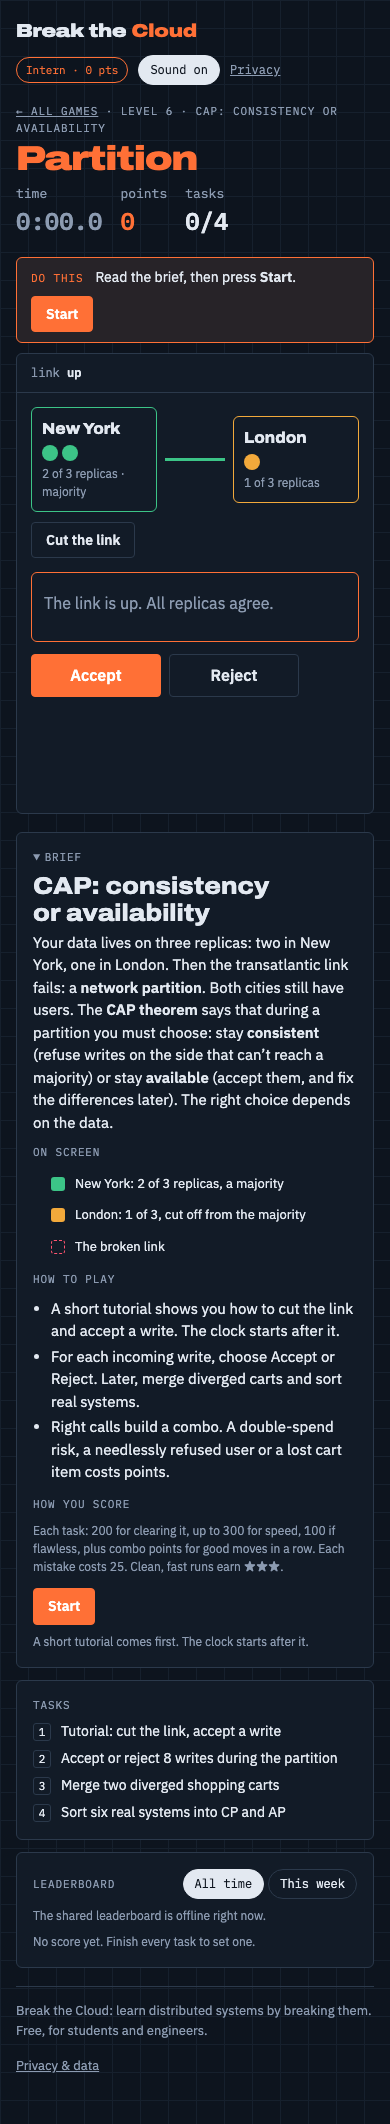 Break the Cloud
Intern · 0 pts
Sound on
Privacy
← ALL GAMES · LEVEL 6 · CAP: CONSISTENCY OR
AVAILABILITY
Partition
time points tasks
0:00.0 0 0/4
DO THIS Read the brief, then press Start.
Start
link up
New York
2 of 3 replicas ·
majority
London
1 of 3 replicas
Cut the link
The link is up. All replicas agree.
Accept
Reject
▼ BRIEF
CAP: consistency
or availability
Your data lives on three replicas: two in New
York, one in London. Then the transatlantic link
fails: a network partition. Both cities still have
users. The CAP theorem says that during a
partition you must choose: stay consistent
(refuse writes on the side that can’t reach a
majority) or stay available (accept them, and fix
the differences later). The right choice depends
on the data.
ON SCREEN
New York: 2 of 3 replicas, a majority
London: 1 of 3, cut off from the majority
The broken link
HOW TO PLAY
• A short tutorial shows you how to cut the link
and accept a write. The clock starts after it.
• For each incoming write, choose Accept or
Reject. Later, merge diverged carts and sort
real systems.
• Right calls build a combo. A double-spend
risk, a needlessly refused user or a lost cart
item costs points.
HOW YOU SCORE
Each task: 200 for clearing it, up to 300 for speed, 100 if
flawless, plus combo points for good moves in a row. Each
mistake costs 25. Clean, fast runs earn ★★★.
Start
A short tutorial comes first. The clock starts after it.
TASKS
1 Tutorial: cut the link, accept a write
2 Accept or reject 8 writes during the partition
3 Merge two diverged shopping carts
4 Sort six real systems into CP and AP
LEADERBOARD
All time
This week
The shared leaderboard is offline right now.
No score yet. Finish every task to set one.
Break the Cloud: learn distributed systems by breaking them.
Free, for students and engineers.
Privacy & data